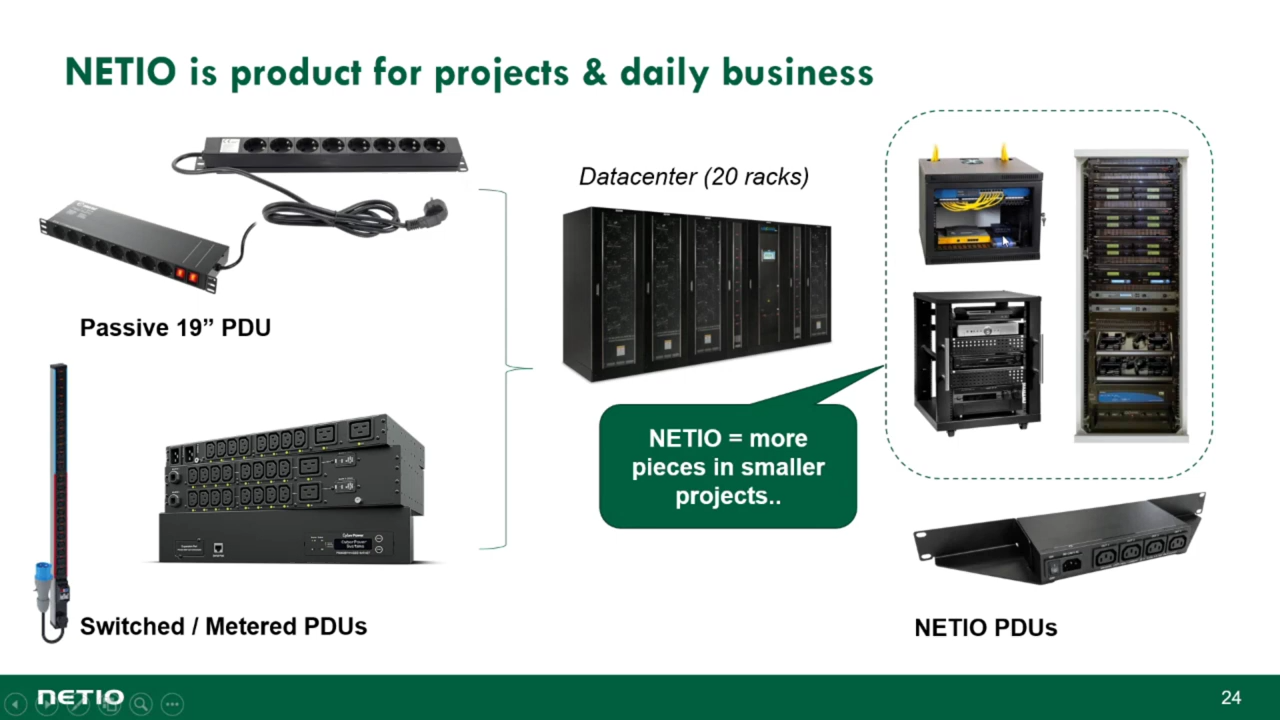 NETIO is product for projects & daily business
Datacenter (20 racks)
Passive 19” PDU
NETIO = more
pieces in smaller
projects..
Switched / Metered PDUs
NETIO PDUs
NETIO
24